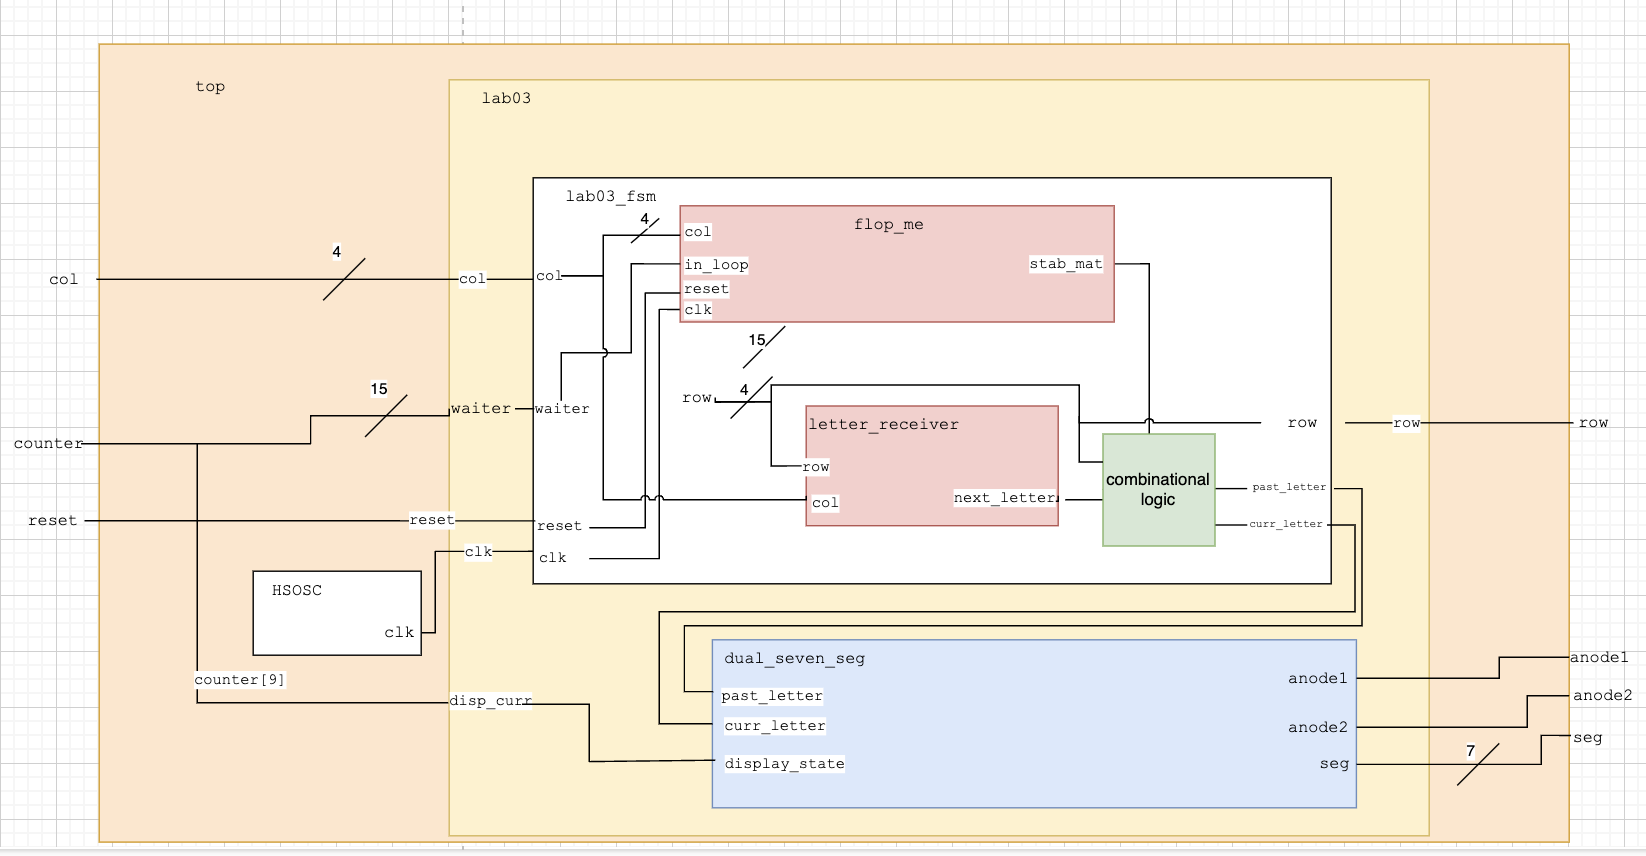 top
lab03
lab03_fsm
4
col
flop_me
in_loop
stab_mat
reset
clk
4
col
col
col
15
row
4
15
waiter
waiter
counter
letter_receiver
row
row
row
row
col
next_letter
combinational
logic
past_letter
curr_letter
reset
reset
reset
clk
clk
HSOSC
clk
counter[9]
disp_curr
dual_seven_seg
past_letter
curr_letter
display_state
anode1
anode2
seg
7
anode1
anode2
seg